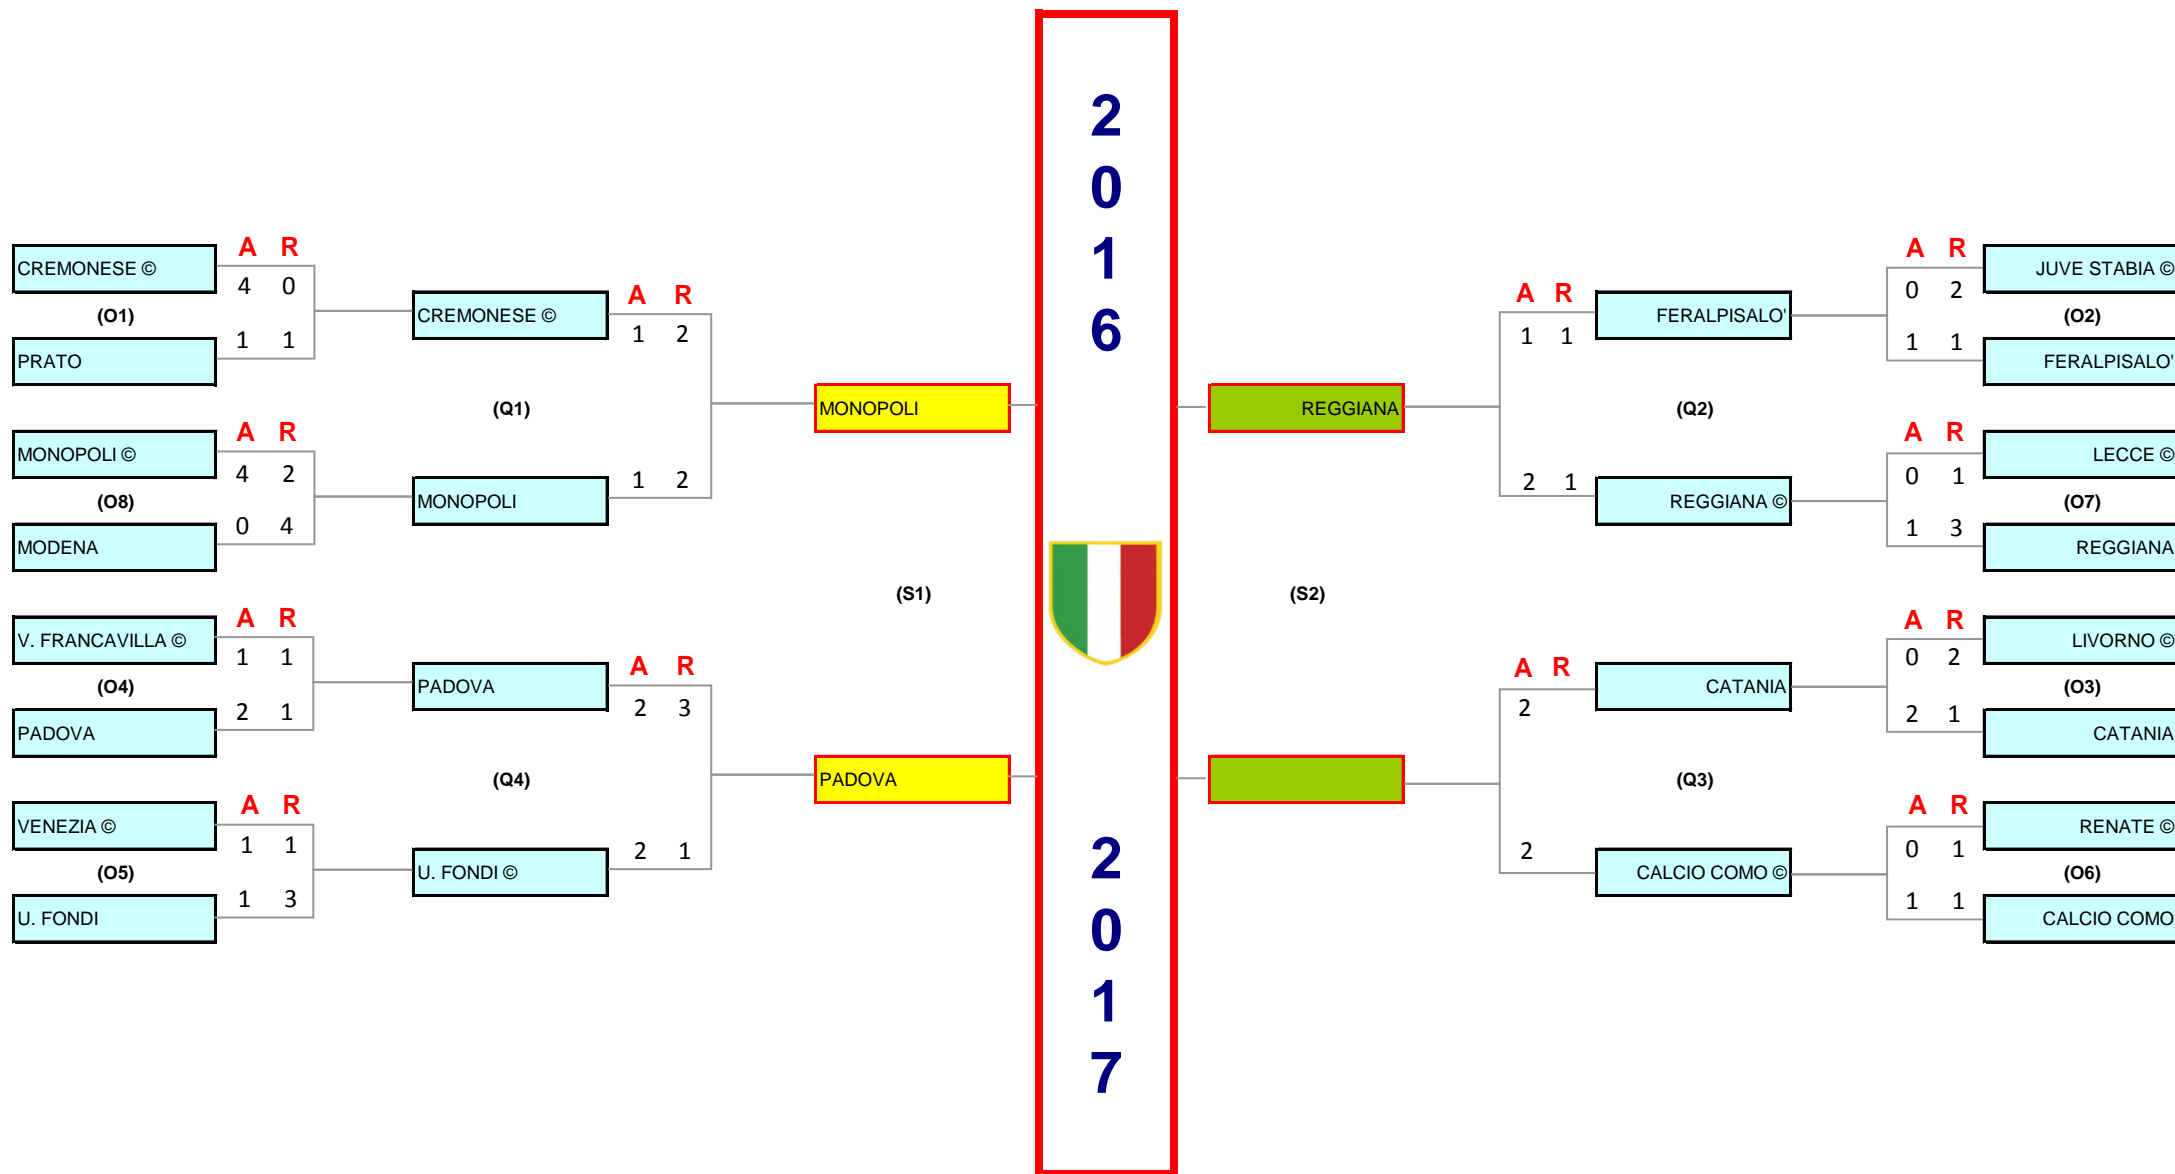 2
0
1
6
A R
CREMONESE ©
4 0
(O1)
1 1
PRATO
A R
MONOPOLI ©
4 2
(O8)
0 4
MODENA
A R
V. FRANCAVILLA ©
1 1
(O4)
2 1
PADOVA
A R
VENEZIA ©
1 1
(O5)
1 3
U. FONDI
A R
CREMONESE ©
1 2
(Q1)
1 2
MONOPOLI
A R
PADOVA
2 3
(Q4)
2 1
U. FONDI ©
MONOPOLI
(S1)
PADOVA
REGGIANA
(S2)
A R
FERALPISALO'
1 1
(Q2)
2 1
REGGIANA ©
A R
CATANIA
2
(Q3)
2
CALCIO COMO ©
A R
JUVE STABIA ©
0 2
(O2)
1 1
FERALPISALO'
A R
LECCE ©
0 1
(O7)
1 3
REGGIANA
A R
LIVORNO ©
0 2
(O3)
2 1
CATANIA
A R
RENATE ©
0 1
(O6)
1 1
CALCIO COMO
2
0
1
7